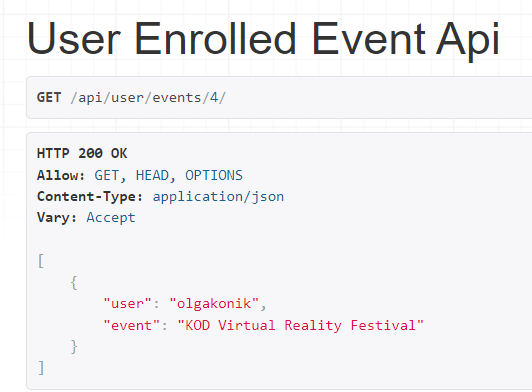 User Enrolled Event Api
GET /api/user/events/4/
HTTP 200 OK
Allow: GET, HEAD, OPTIONS
Content-Type: application/json
Vary: Accept
[
{
"user": "olgakonik",
"event": "KOD Virtual Reality Festival"
}
]